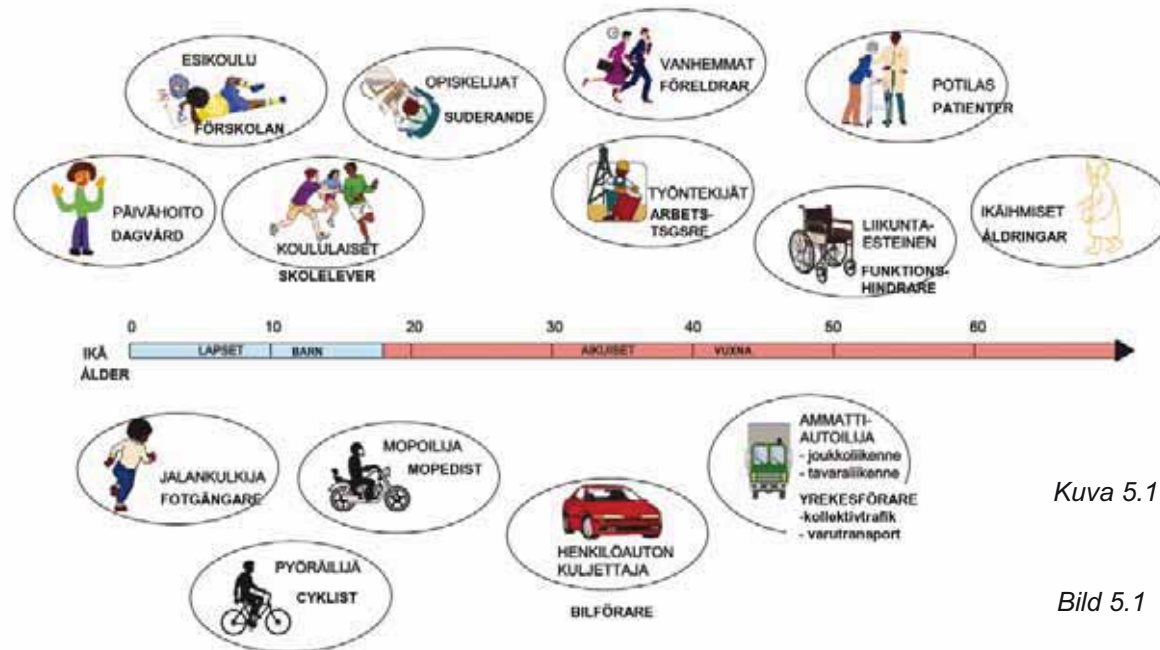 ESIKOULU
FÖRSKOLAN
OPISKELIJAT
SUDERANDE
VANHEMMAT
FÖRELDRAR
POTILAS
PATIENTER
PÄIVÄHOITO
DAGVÅRD
KOULULAISET
SKOLELEVER
TYÖNTEKIJÄT
ARBETS-
TSGSRE
LIIKUNTA-
ESTEINEN
FUNKTIONS-
HINDRARE
IKÄIHMISET
ÅLDRINGAR
0 10 20 30 40 50 60
IKÄ LAPSET BARN AIKUISET VUXNA
ÅLDER
JALANKULKIJA
FOTGÄNGARE
MOPOILIJA
MOPEDIST
PYÖRÄILIJÄ
CYKLIST
HENKILÖAUTON
KULJETTAJA
BILFÖRARE
AMMATTI-
AUTOILIJA
- joukkoliikenne
- tavaraliikenne
YREKESFÖRARE
-kollektivtrafik
- varutransport
Kuva 5.1
Bild 5.1